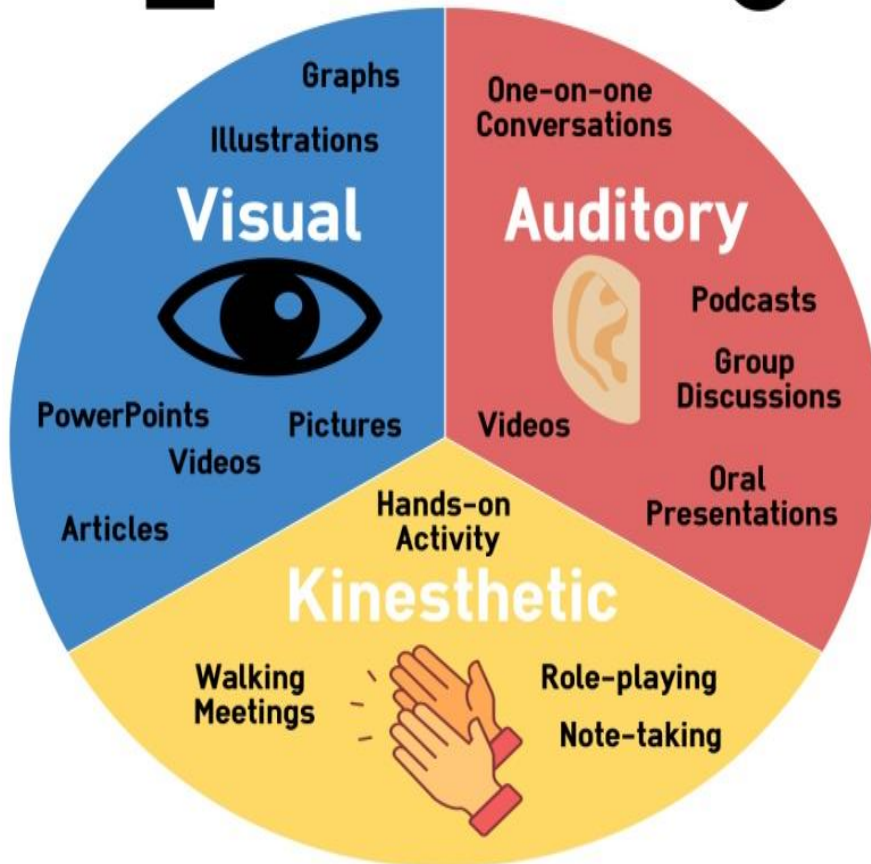 Graphs
Illustrations
Visual
PowerPoints
Pictures
Videos
Articles
One-on-one
Conversations
Auditory
Podcasts
Group
Discussions
Videos
Oral
Presentations
Hands-on
Activity
Kinesthetic
Walking
Meetings
Role-playing
Note-taking